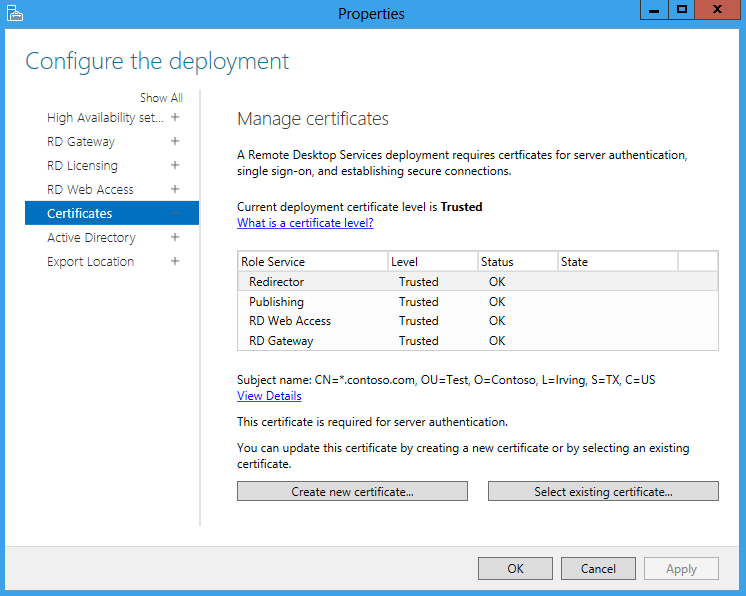 Properties
Configure the deployment
Show All
High Availability set... +
RD Gateway +
RD Licensing +
RD Web Access +
Certificates –
Active Directory +
Export Location +
Manage certificates
A Remote Desktop Services deployment requires certficates for server authentication,
single sign-on, and establishing secure connections.
Current deployment certificate level is Trusted
What is a certificate level?
Role Service Level Status State
Redirector Trusted OK
Publishing Trusted OK
RD Web Access Trusted OK
RD Gateway Trusted OK
Subject name: CN=*.contoso.com, OU=Test, O=Contoso, L=Irving, S=TX, C=US
View Details
This certificate is required for server authentication.
You can update this certificate by creating a new certificate or by selecting an existing
certificate.
Create new certificate... Select existing certificate...
OK Cancel Apply